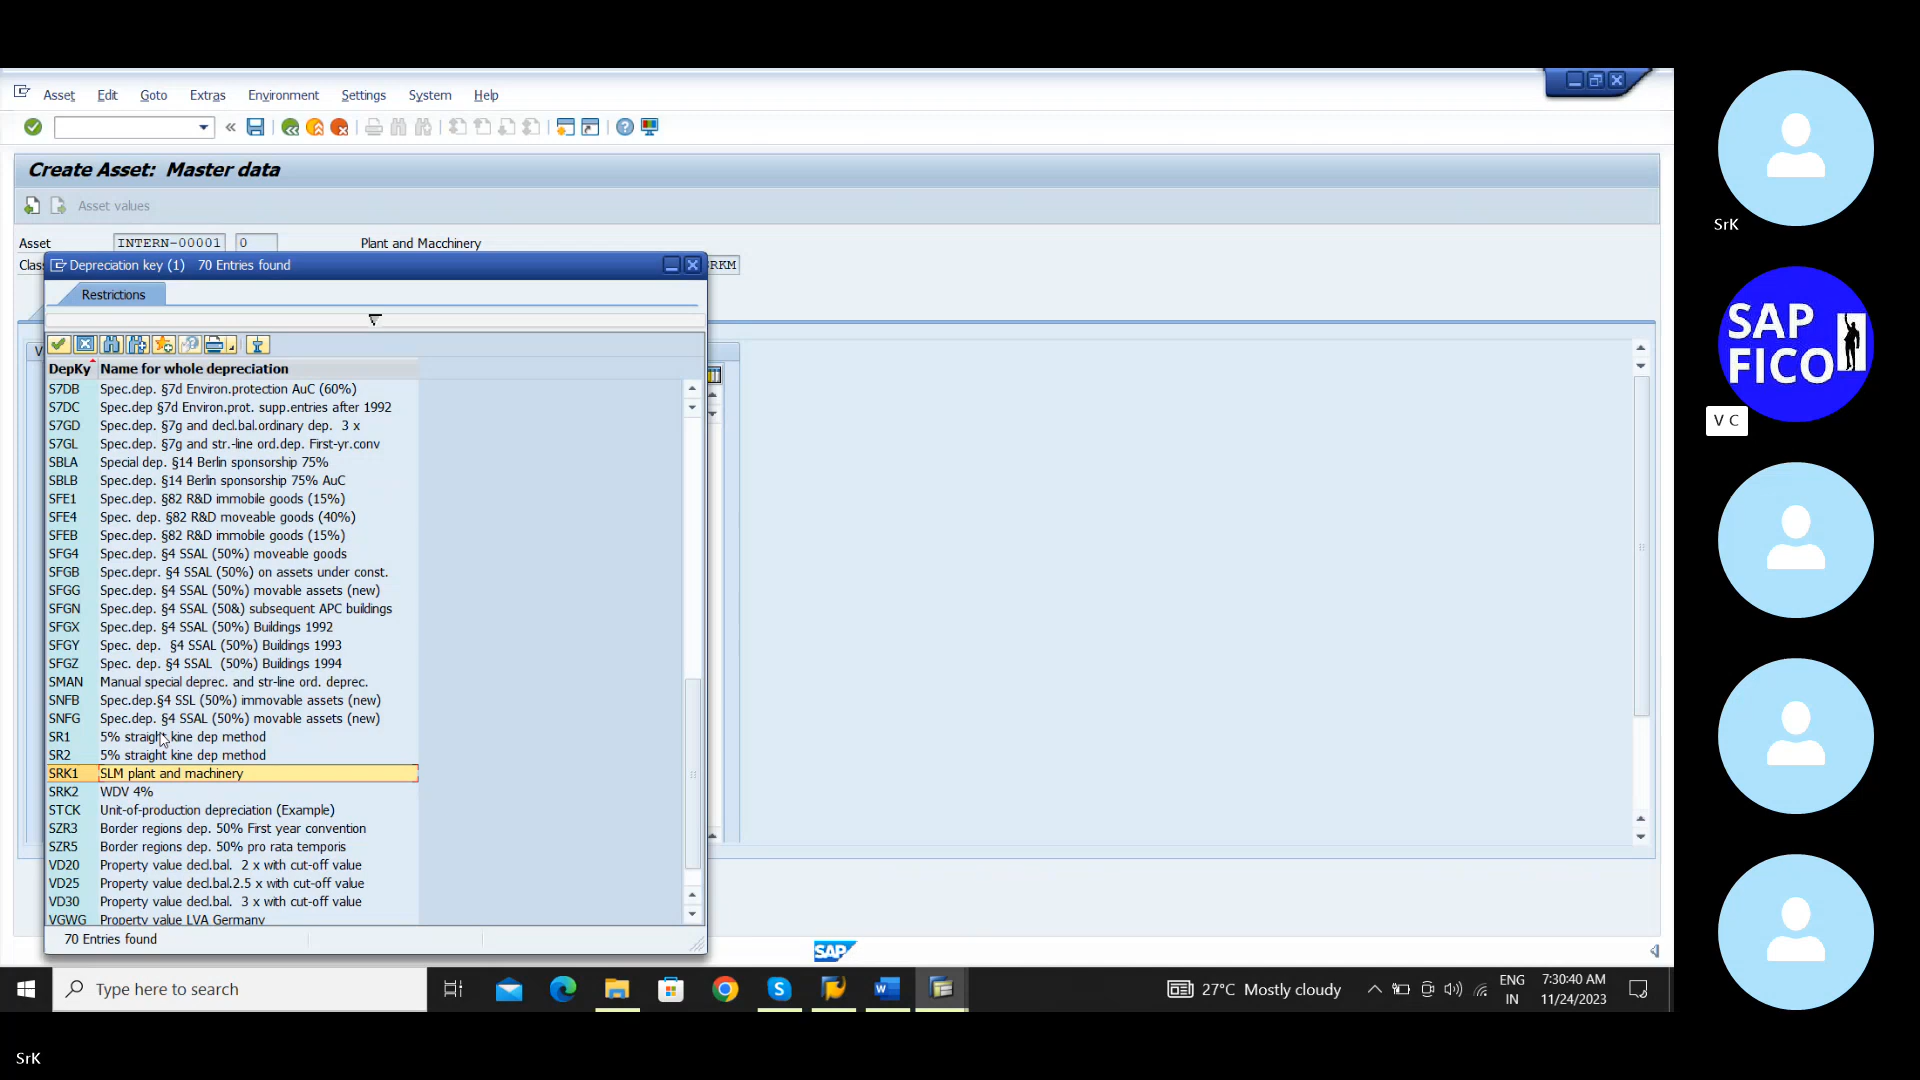 Asset Edit Goto Extras Environment Settings System Help
Create Asset: Master data
Asset values
Asset INTERN-00001 0 Plant and Macchinery
Clas RKM
Depreciation key (1) 70 Entries found
Restrictions
DepKy Name for whole depreciation
S7DB Spec.dep. §7d Environ.protection AuC (60%)
S7DC Spec.dep §7d Environ.prot. supp.entries after 1992
S7GD Spec.dep. §7g and decl.bal.ordinary dep. 3 x
S7GL Spec.dep. §7g and str.-line ord.dep. First-yr.conv
SBLA Special dep. §14 Berlin sponsorship 75%
SBLB Spec.dep. §14 Berlin sponsorship 75% AuC
SFE1 Spec.dep. §82 R&D immobile goods (15%)
SFE4 Spec. dep. §82 R&D moveable goods (40%)
SFEB Spec.dep. §82 R&D immobile goods (15%)
SFG4 Spec.dep. §4 SSAL (50%) moveable goods
SFGB Spec.depr. §4 SSAL (50%) on assets under const.
SFGG Spec.dep. §4 SSAL (50%) movable assets (new)
SFGN Spec.dep. §4 SSAL (50&) subsequent APC buildings
SFGX Spec.dep. §4 SSAL (50%) Buildings 1992
SFGY Spec. dep. §4 SSAL (50%) Buildings 1993
SFGZ Spec. dep. §4 SSAL (50%) Buildings 1994
SMAN Manual special deprec. and str-line ord. deprec.
SNFB Spec.dep.§4 SSL (50%) immovable assets (new)
SNFG Spec.dep. §4 SSAL (50%) movable assets (new)
SR1 5% straight kine dep method
SR2 5% straight kine dep method
SRK1 SLM plant and machinery
SRK2 WDV 4%
STCK Unit-of-production depreciation (Example)
SZR3 Border regions dep. 50% First year convention
SZR5 Border regions dep. 50% pro rata temporis
VD20 Property value decl.bal. 2 x with cut-off value
VD25 Property value decl.bal.2.5 x with cut-off value
VD30 Property value decl.bal. 3 x with cut-off value
VGWG Property value LVA Germany
70 Entries found
SAP
Type here to search
27°C Mostly cloudy
ENG
IN
7:30:40 AM
11/24/2023
SrK
SAP
FICO
V C
SrK